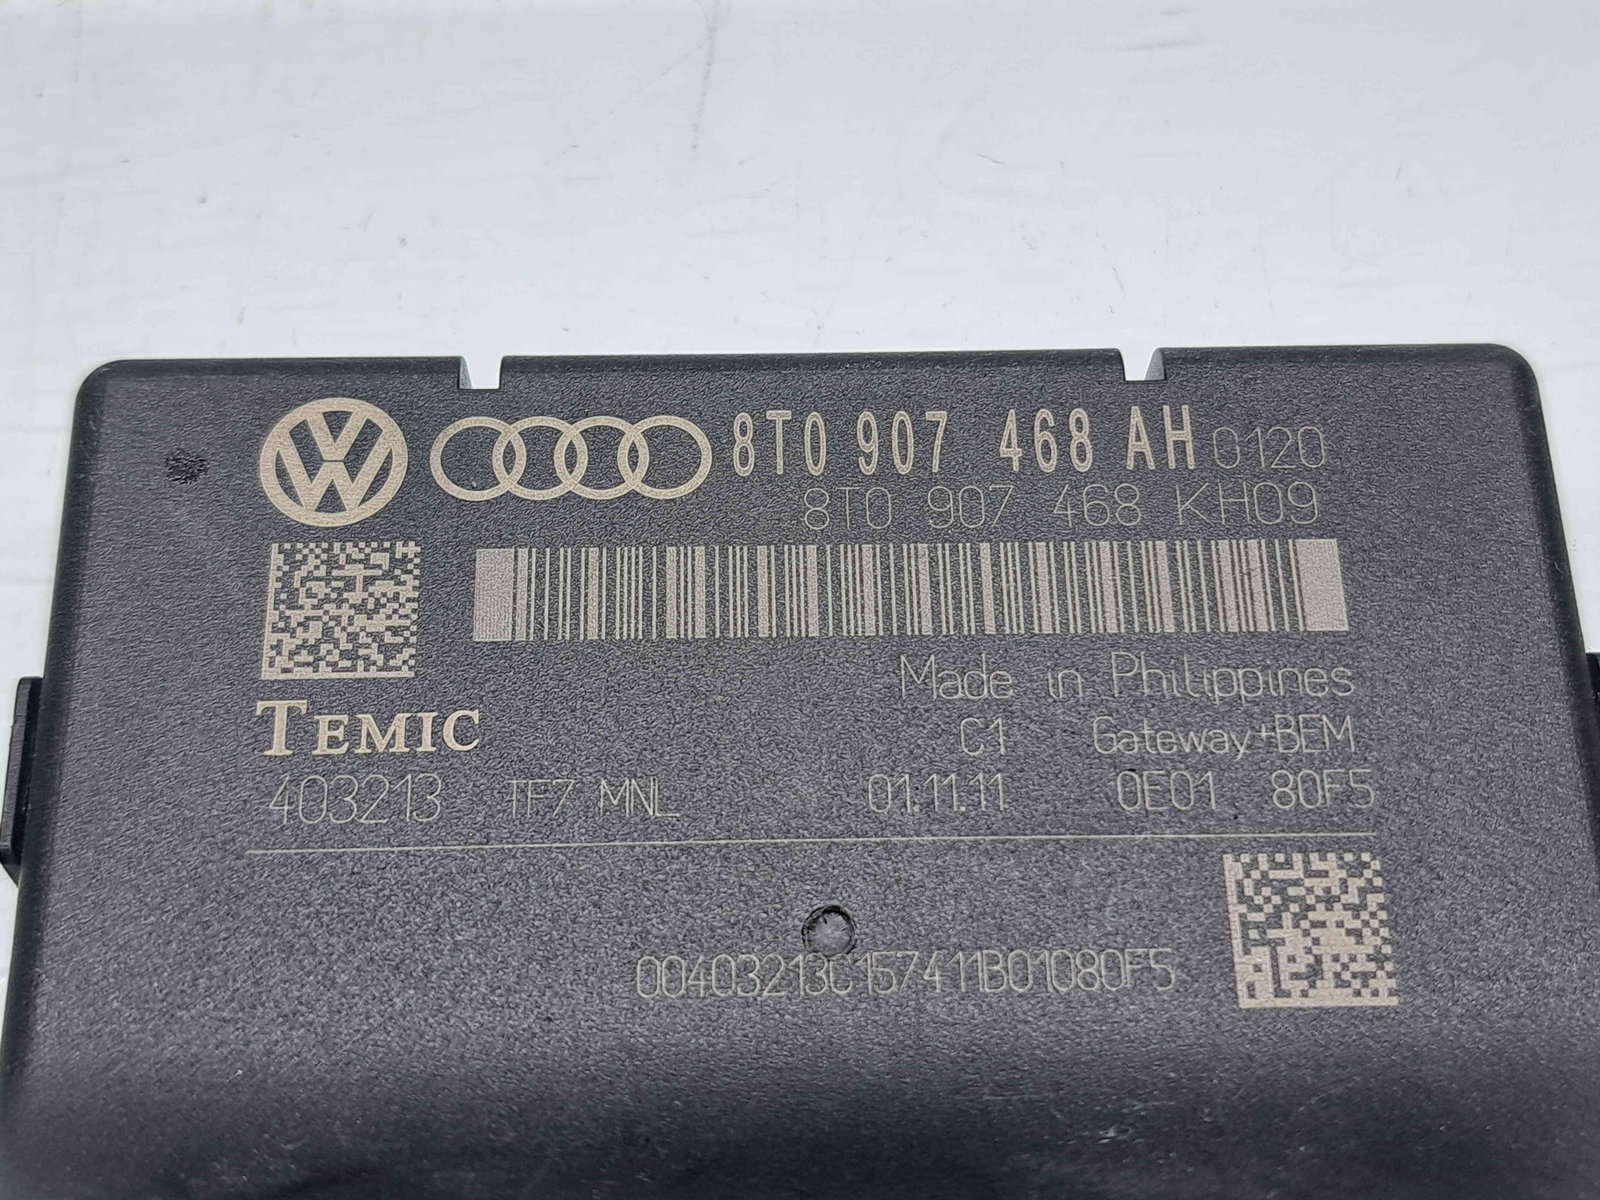 8T0 907 468 AH 0120
8T0 907 468 KH09
Made in Philippines
TEMIC
C1 Gateway+BEM
403213 TF7 MNL 01.11.11 0E01 80F5
00403213C157411B01080F5